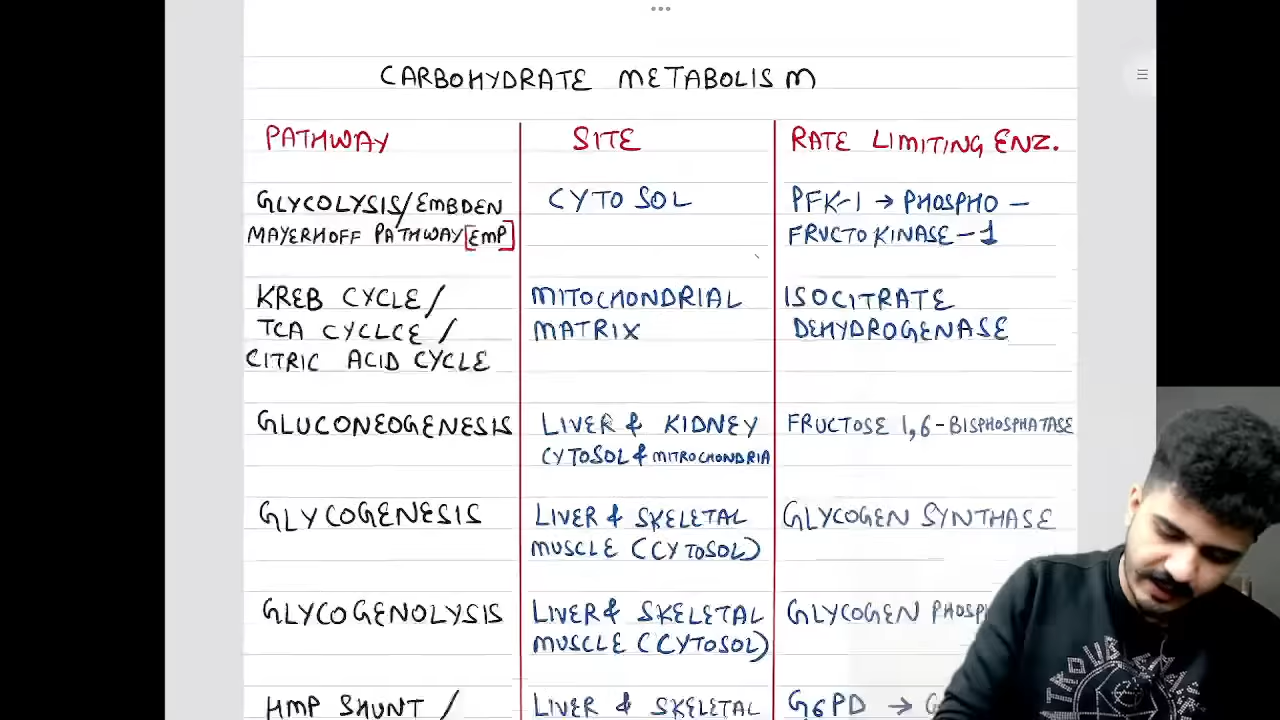 CARBOHYDRATE METABOLISM
PATHWAY SITE RATE LIMITING ENZ.
GLYCOLYSIS/EMBDEN CYTOSOL PFK-1 → PHOSPHO-
MAYERHOFF PATHWAY [EMP] FRUCTOKINASE-1
KREB CYCLE/ MITOCHONDRIAL ISOCITRATE
TCA CYCLCE / MATRIX DEHYDROGENASE
CITRIC ACID CYCLE
GLUCONEOGENESIS LIVER & KIDNEY FRUCTOSE 1,6-BISPHOSPHATASE
CYTOSOL & MITROCHONDRIA
GLYCOGENESIS LIVER & SKELETAL GLYCOGEN SYNTHASE
MUSCLE (CYTOSOL)
GLYCOGENOLYSIS LIVER & SKELETAL GLYCOGEN
MUSCLE (CYTOSOL)
HMP SHUNT / LIVER & SKELETAL G6PD →